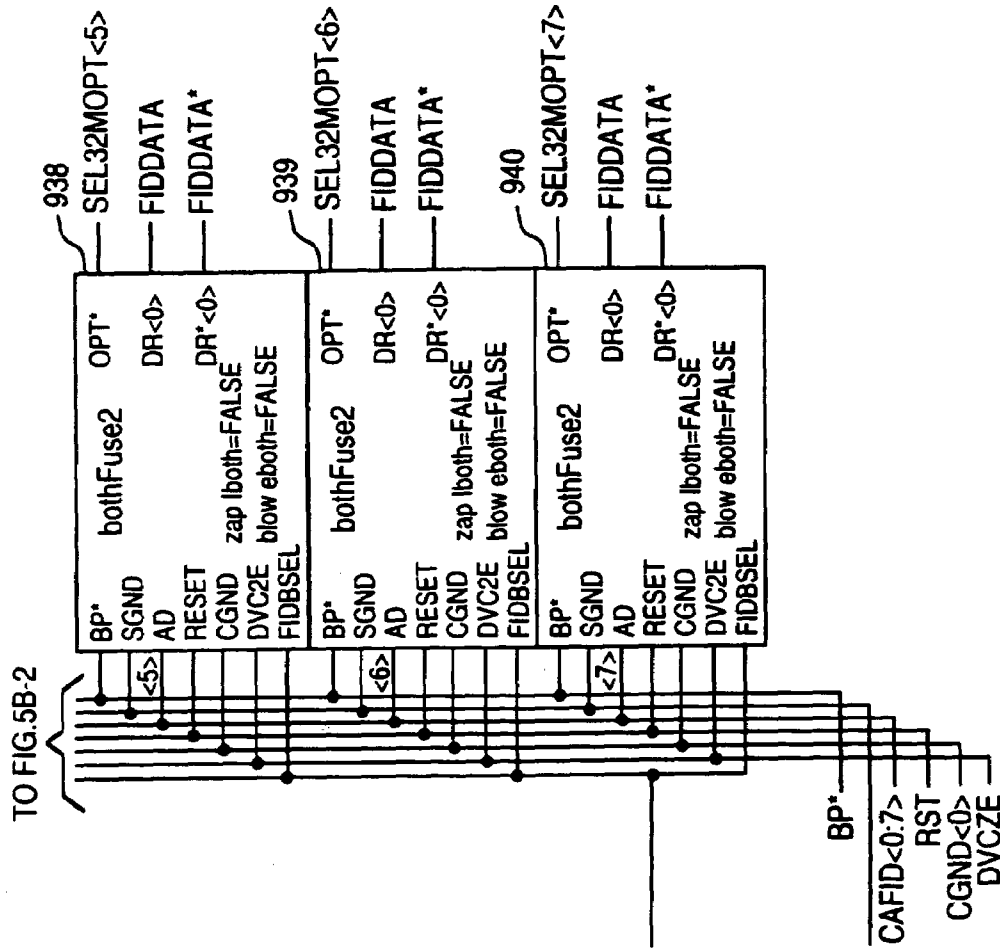 TO FIG.5B-2
938
BP*
bothFuse2
OPT*
SEL32MOPT<5>
SGND
<5>
AD
DR<0>
FIDDATA
RESET
DR*<0>
FIDDATA*
CGND
zap lboth=FALSE
DVC2E
blow eboth=FALSE
FIDBSEL
939
BP*
bothFuse2
OPT*
SEL32MOPT<6>
SGND
<6>
AD
DR<0>
FIDDATA
RESET
DR*<0>
FIDDATA*
CGND
zap lboth=FALSE
DVC2E
blow eboth=FALSE
FIDBSEL
940
BP*
bothFuse2
OPT*
SEL32MOPT<7>
SGND
<7>
AD
DR<0>
FIDDATA
RESET
DR*<0>
FIDDATA*
CGND
zap lboth=FALSE
DVC2E
blow eboth=FALSE
FIDBSEL
BP*
CAFID<0:7>
RST
CGND<0>
DVCZE